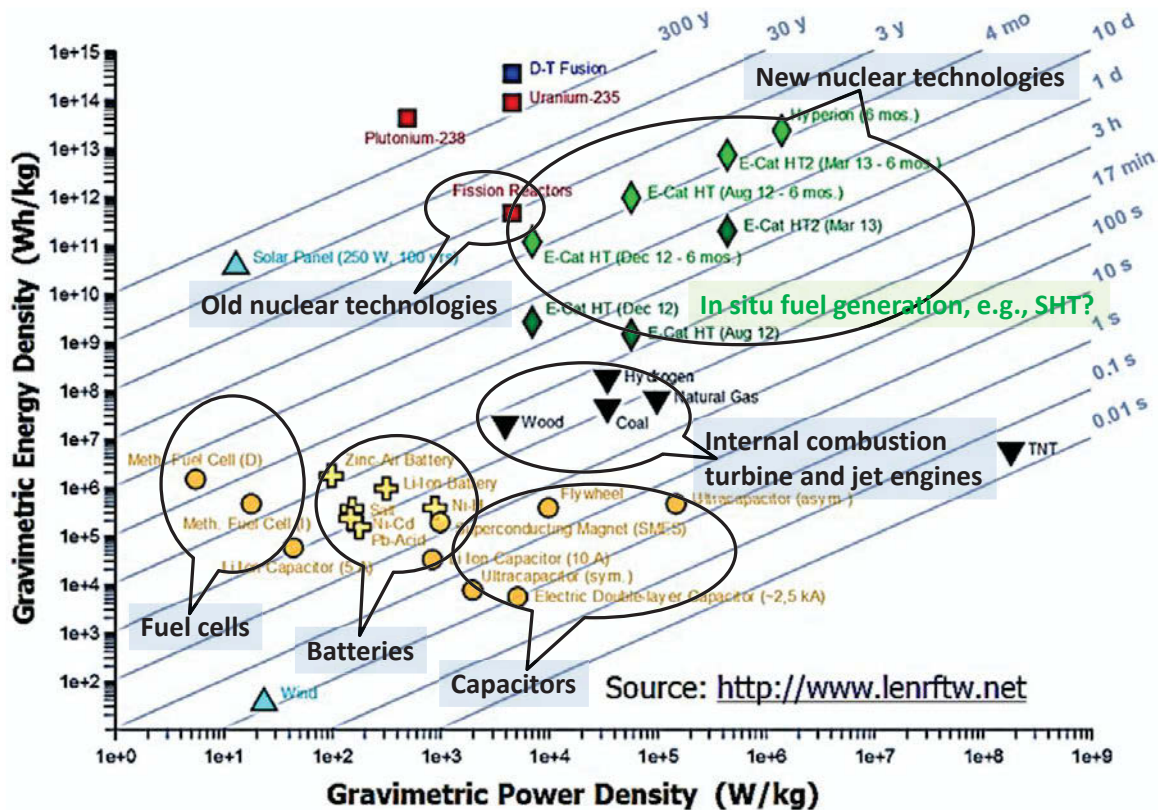 300 y
30 y
3 y
4 mo
10 d
1 d
3 h
17 min
100 s
10 s
1 s
0.1 s
0.01 s
1e+15
1e+14
1e+13
1e+12
1e+11
1e+10
1e+9
1e+8
1e+7
1e+6
1e+5
1e+4
1e+3
1e+2
Gravimetric Energy Density (Wh/kg)
D-T Fusion
Uranium-235
Plutonium-238
New nuclear technologies
Hyperion (6 mos.)
E-Cat HT2 (Mar 13 - 6 mos.)
E-Cat HT (Aug 12 - 6 mos.)
E-Cat HT2 (Mar 13)
Fission Reactors
E-Cat HT (Dec 12 - 6 mos.)
Solar Panel (250 W, 100 yrs)
Old nuclear technologies
In situ fuel generation, e.g., SHT?
E-Cat HT (Dec 12)
E-Cat HT (Aug 12)
Hydrogen
Natural Gas
Wood
Coal
Internal combustion
turbine and jet engines
TNT
Meth. Fuel Cell (D)
Zinc Air Battery
Li-Ion Battery
Flywheel
Ultracapacitor (asym.)
Salt
Meth. Fuel Cell (I)
Ni-Cd
Superconducting Magnet (SMES)
Pb-Acid
Li Ion Capacitor (10 A)
Ultracapacitor (sym.)
Electric Double-layer Capacitor (~2,5 kA)
Fuel cells
Batteries
Capacitors
Wind
Source: http://www.lenrftw.net
1e+0
1e+1
1e+2
1e+3
1e+4
1e+5
1e+6
1e+7
1e+8
1e+9
Gravimetric Power Density (W/kg)